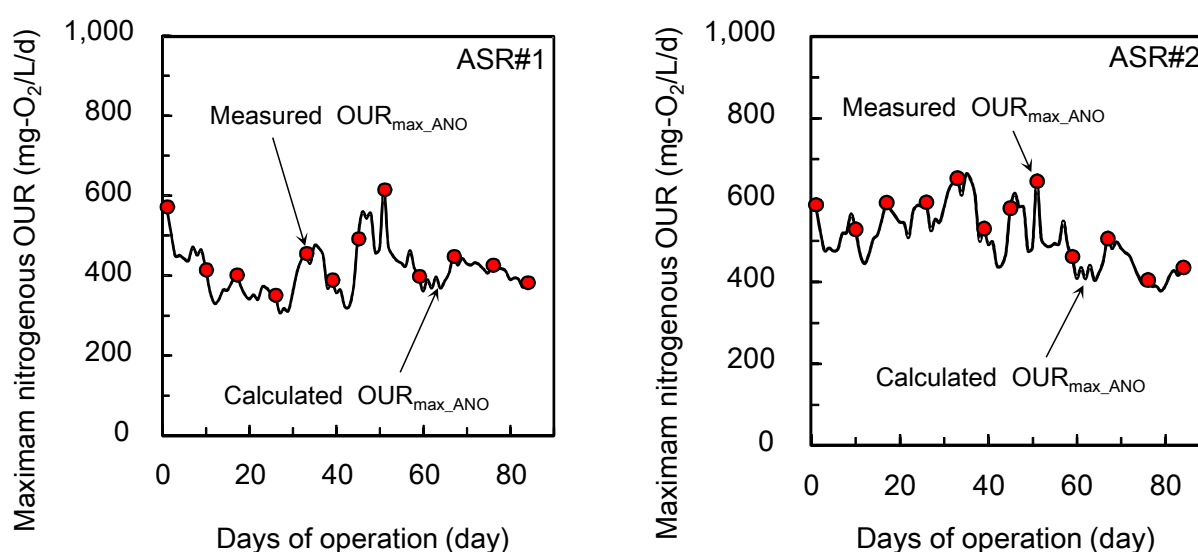 Maximam nitrogenous OUR (mg-O2/L/d)
1,000
800
600
400
200
0
0 20 40 60 80 100
Days of operation (day)
ASR#1
Measured OURmax_ANO
Calculated OURmax_ANO
Maximam nitrogenous OUR (mg-O2/L/d)
1,000
800
600
400
200
0
0 20 40 60 80
Days of operation (day)
ASR#2
Measured OURmax_ANO
Calculated OURmax_ANO